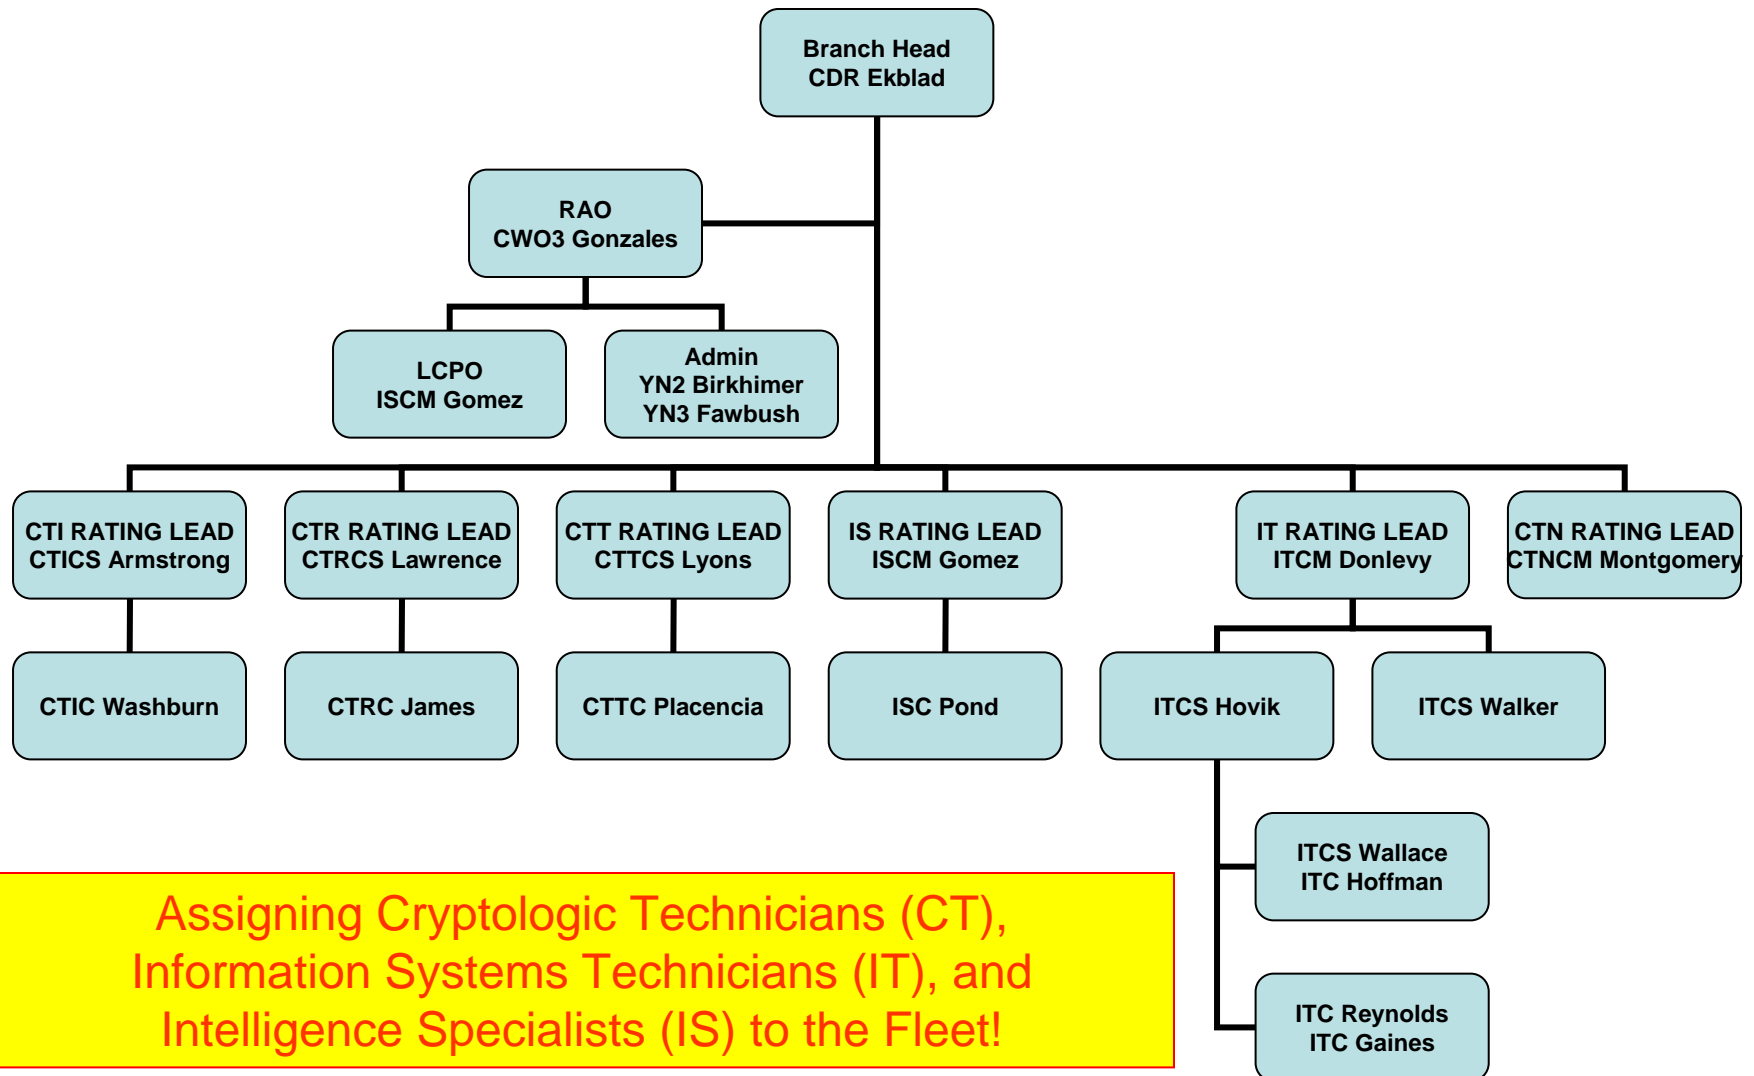 Branch Head
CDR Ekblad
RAO
CWO3 Gonzales
LCPO
ISCM Gomez
Admin
YN2 Birkhimer
YN3 Fawbush
CTI RATING LEAD
CTICS Armstrong
CTR RATING LEAD
CTRCS Lawrence
CTT RATING LEAD
CTTCS Lyons
IS RATING LEAD
ISCM Gomez
IT RATING LEAD
ITCM Donlevy
CTN RATING LEAD
CTNCM Montgomery
CTIC Washburn
CTRC James
CTTC Placencia
ISC Pond
ITCS Hovik
ITCS Walker
ITCS Wallace
ITC Hoffman
ITC Reynolds
ITC Gaines
Assigning Cryptologic Technicians (CT),
Information Systems Technicians (IT), and
Intelligence Specialists (IS) to the Fleet!